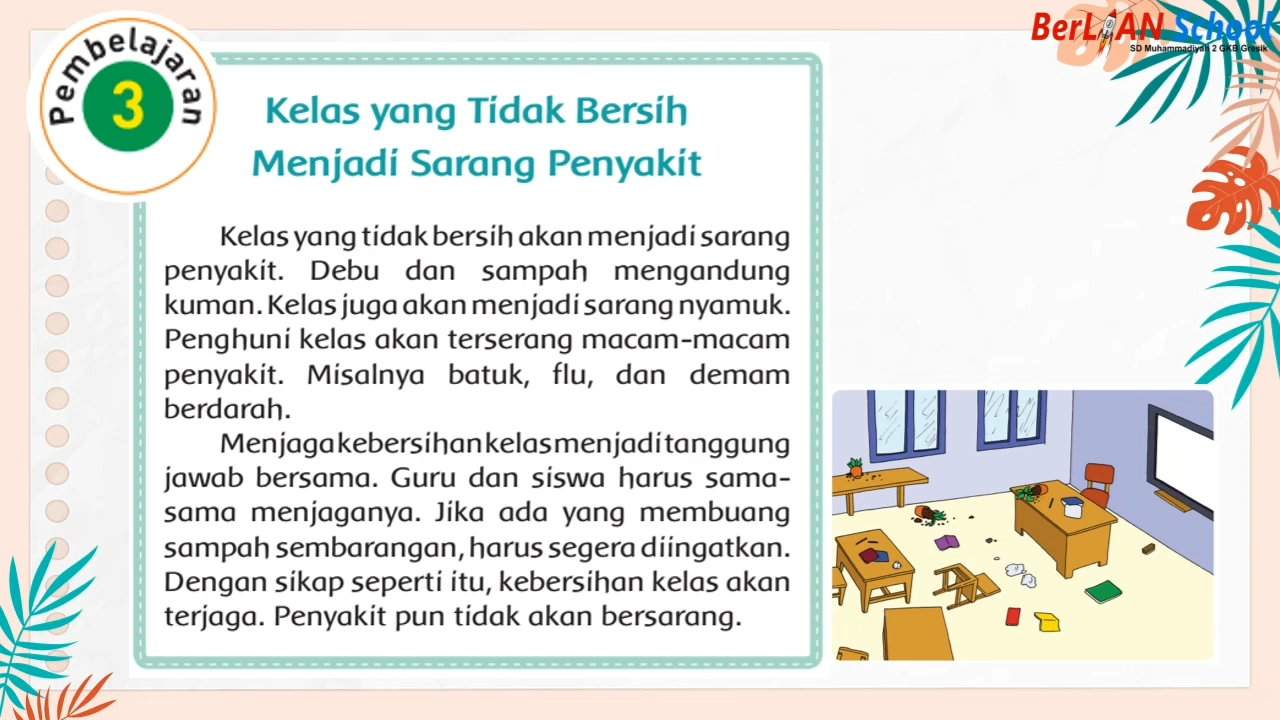 Pembelajaran
3
BerLIAN School
SD Muhammadiyah 2 GKB Gresik
Kelas yang Tidak Bersih
Menjadi Sarang Penyakit
Kelas yang tidak bersih akan menjadi sarang
penyakit. Debu dan sampah mengandung
kuman. Kelas juga akan menjadi sarang nyamuk.
Penghuni kelas akan terserang macam-macam
penyakit. Misalnya batuk, flu, dan demam
berdarah.
Menjaga kebersihan kelas menjadi tanggung
jawab bersama. Guru dan siswa harus sama-
sama menjaganya. Jika ada yang membuang
sampah sembarangan, harus segera diingatkan.
Dengan sikap seperti itu, kebersihan kelas akan
terjaga. Penyakit pun tidak akan bersarang.